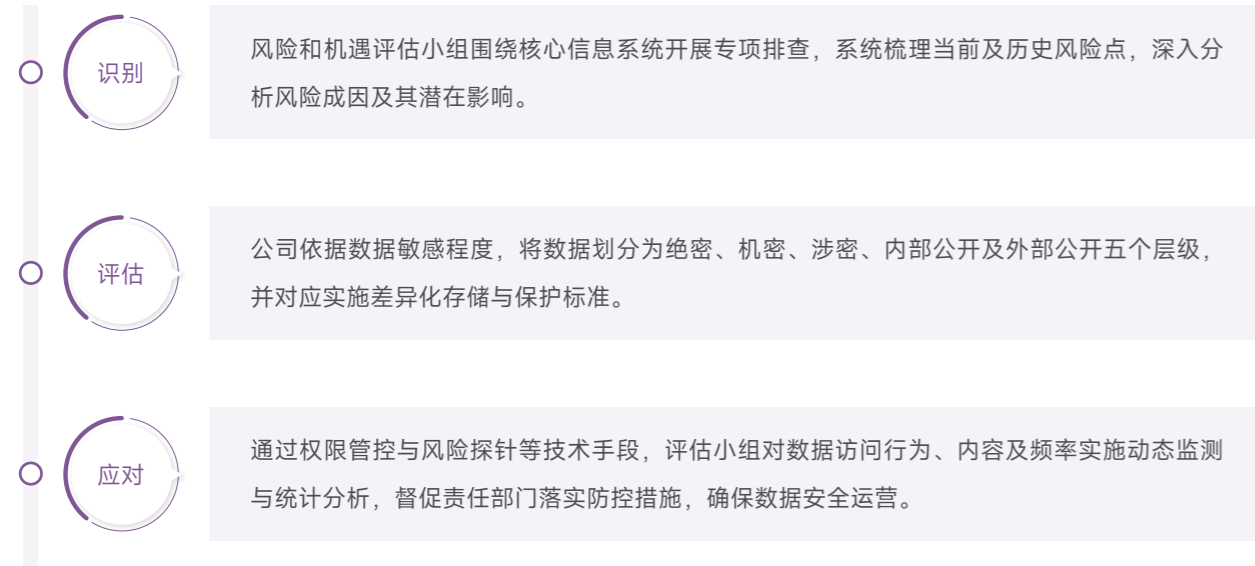 识别
风险和机遇评估小组围绕核心信息系统开展专项排查，系统梳理当前及历史风险点，深入分
析风险成因及其潜在影响。
评估
公司依据数据敏感程度，将数据划分为绝密、机密、涉密、内部公开及外部公开五个层级，
并对应实施差异化存储与保护标准。
应对
通过权限管控与风险探针等技术手段，评估小组对数据访问行为、内容及频率实施动态监测
与统计分析，督促责任部门落实防控措施，确保数据安全运营。